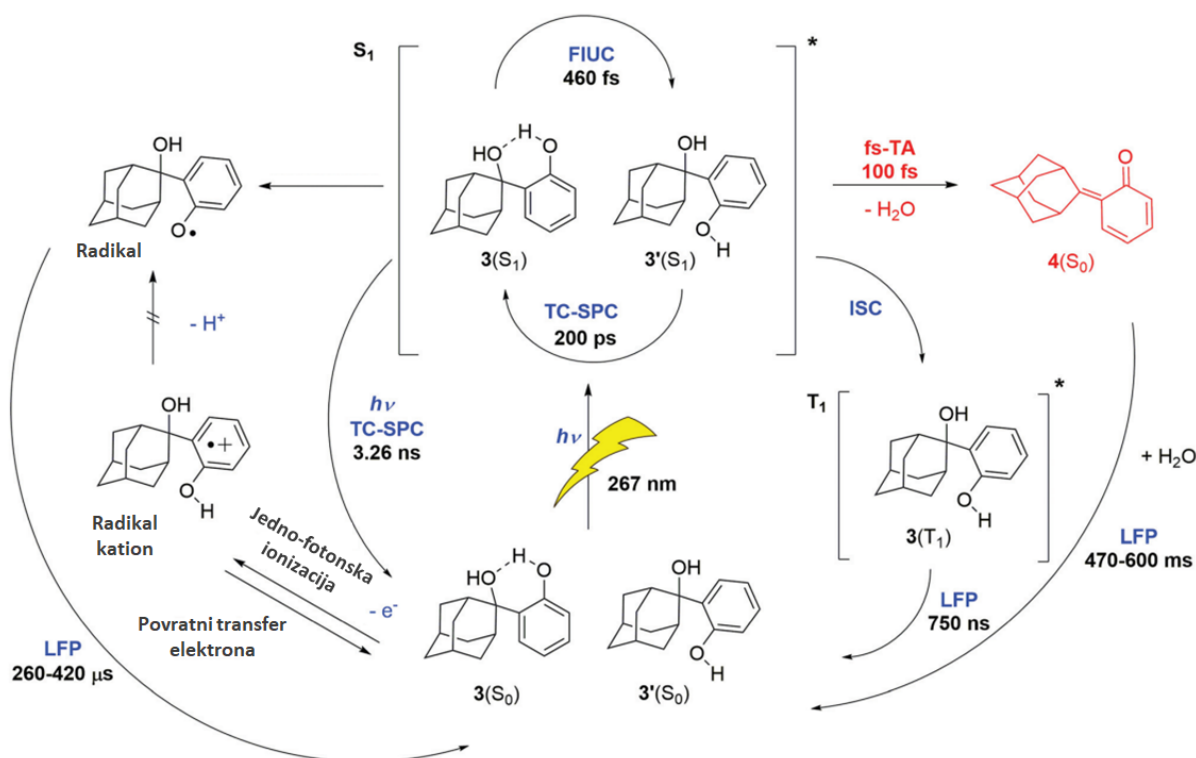 S₁
*
FIUC
460 fs
OH
O•
Radikal
H
HO
O
3(S₁)
OH
O
H
3'(S₁)
fs-TA
100 fs
- H₂O
O
4(S₀)
TC-SPC
200 ps
ISC
- H⁺
hν
TC-SPC
3.26 ns
hν
267 nm
T₁
*
OH
O
H
3(T₁)
+ H₂O
OH
•+
O
H
Radikal
kation
Jedno-fotonska
ionizacija
- e⁻
Povratni transfer
elektrona
H
HO
O
3(S₀)
OH
O
H
3'(S₀)
LFP
750 ns
LFP
470-600 ms
LFP
260-420 µs